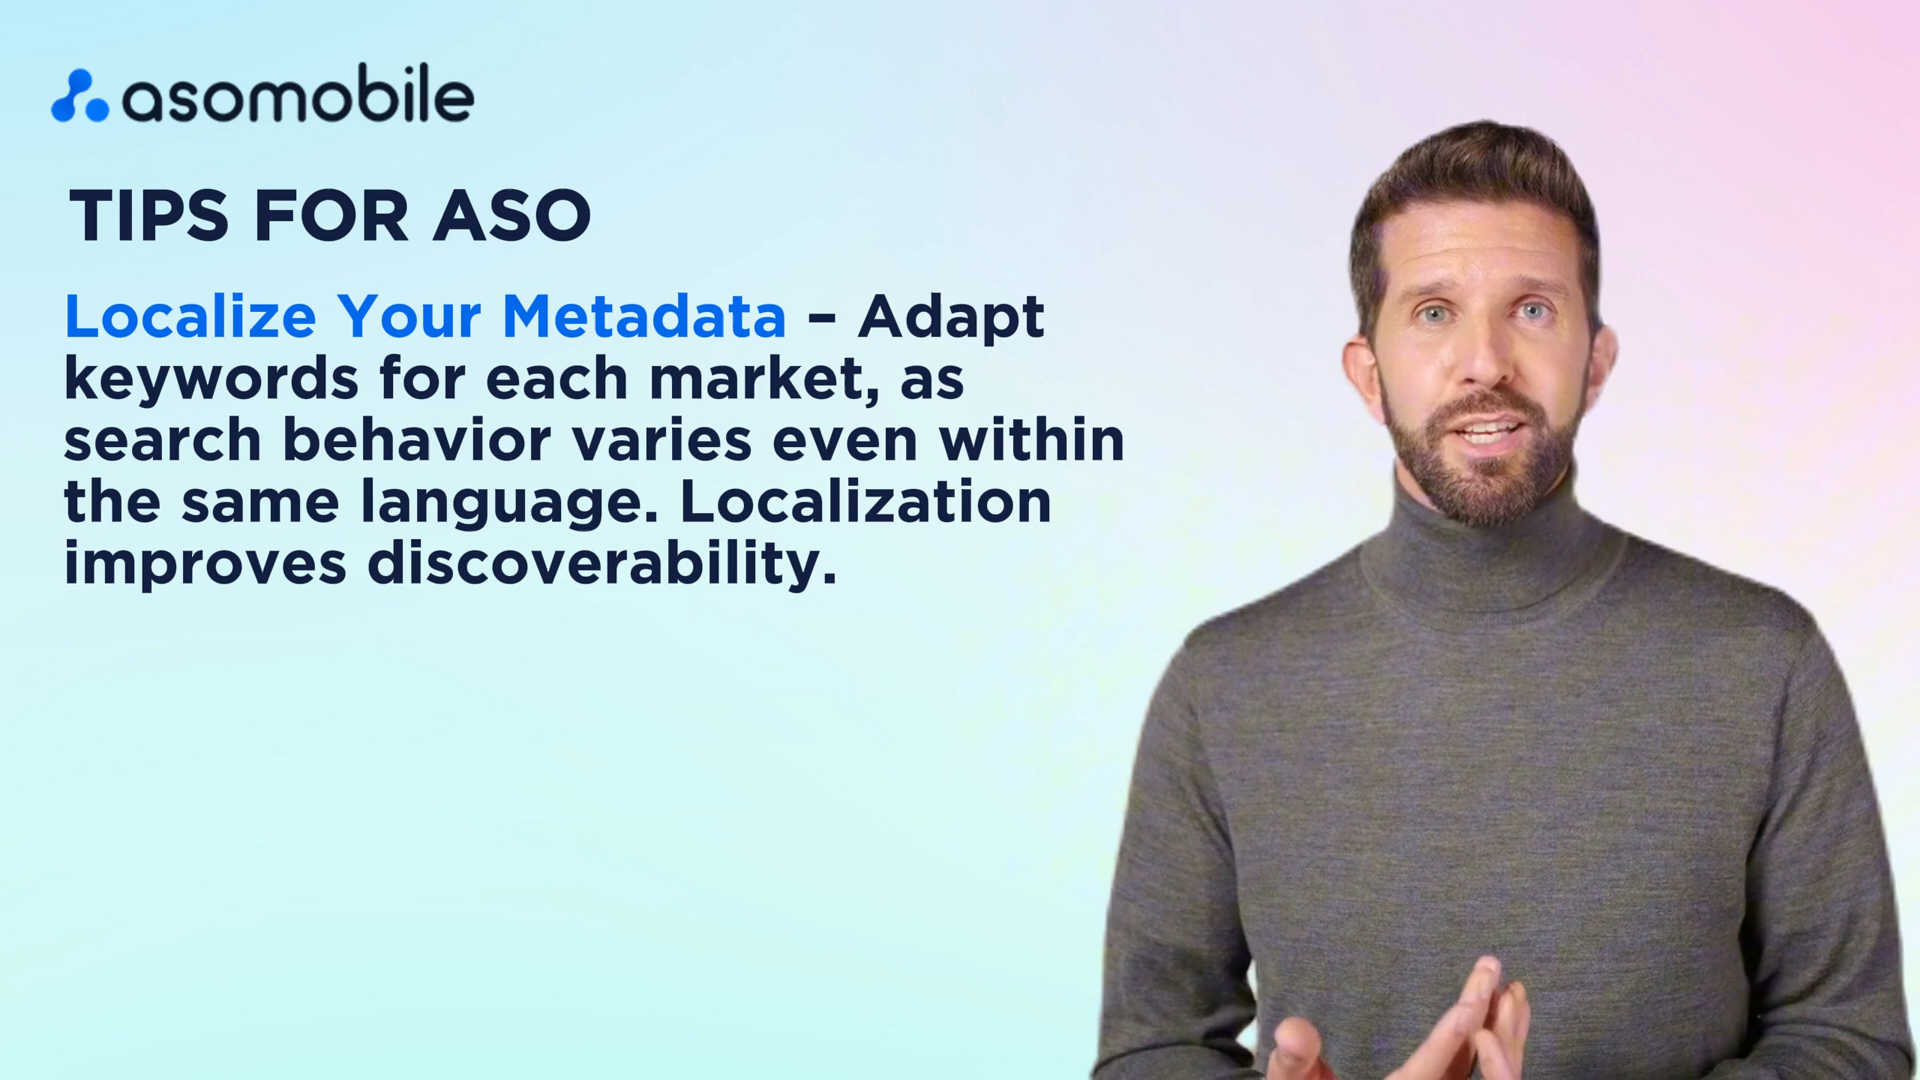 asomobile
TIPS FOR ASO
Localize Your Metadata – Adapt
keywords for each market, as
search behavior varies even within
the same language. Localization
improves discoverability.